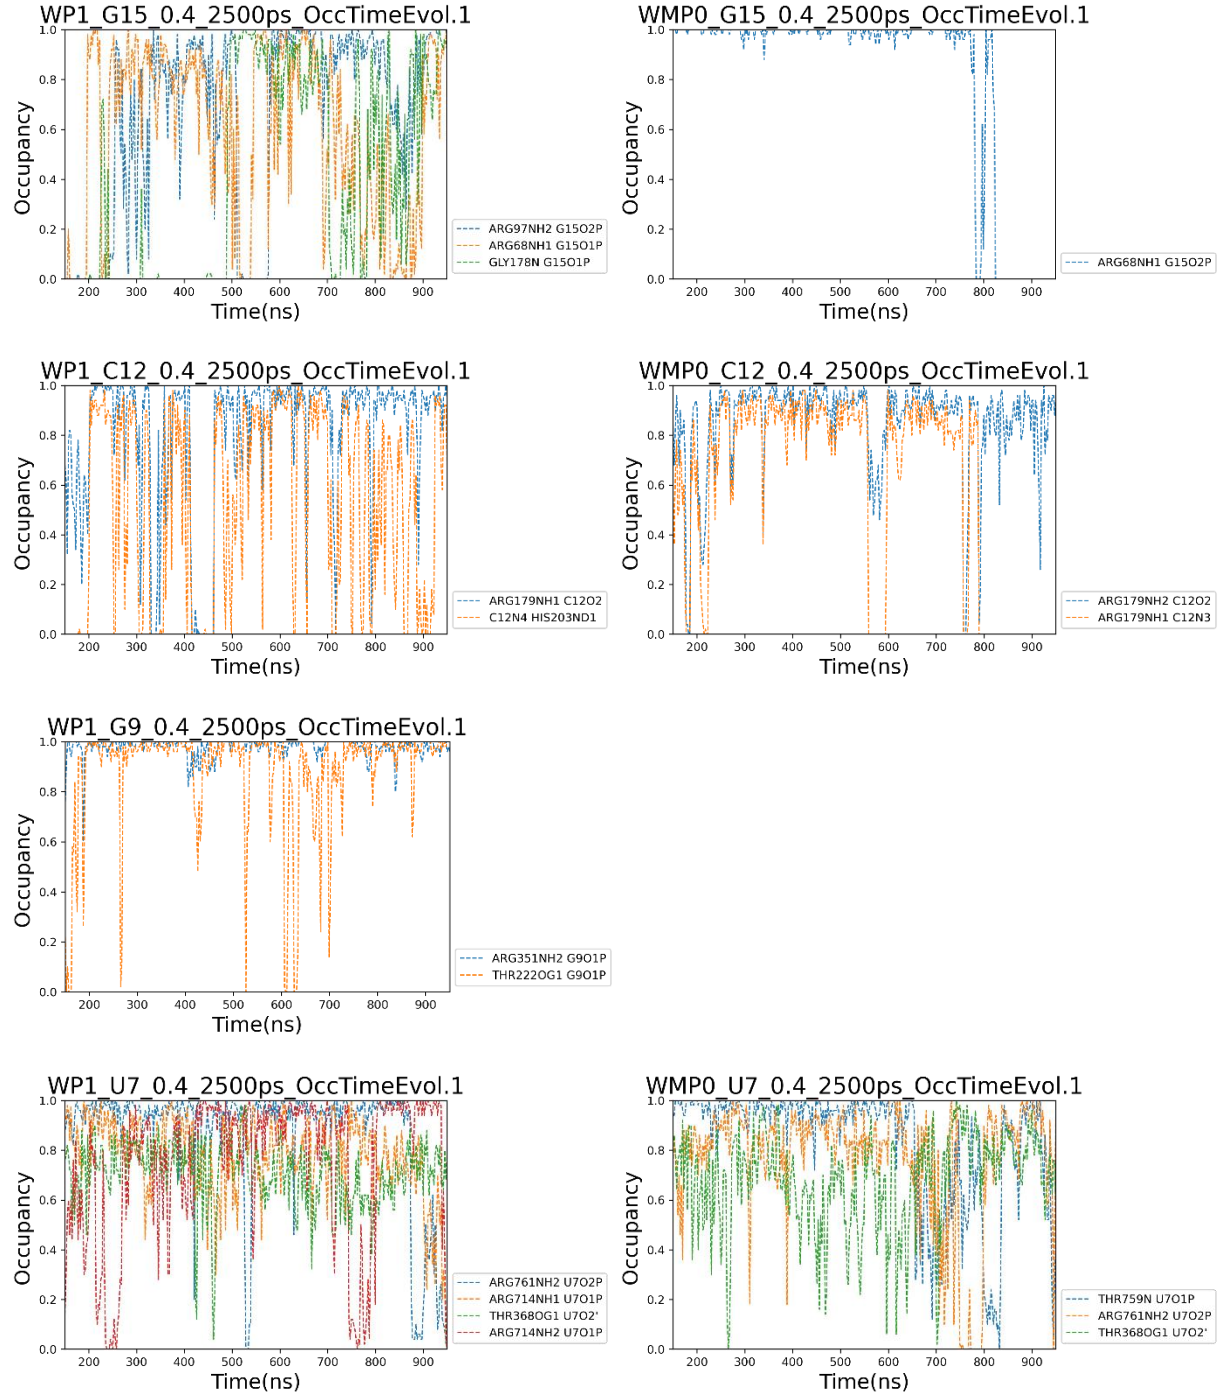 WP1_G15_0.4_2500ps_OccTimeEvol.1
1.0
0.8
0.6
0.4
0.2
0.0
Occupancy
200 300 400 500 600 700 800 900
Time(ns)
ARG97NH2 G15O2P
ARG68NH1 G15O1P
GLY178N G15O1P
WMP0_G15_0.4_2500ps_OccTimeEvol.1
1.0
0.8
0.6
0.4
0.2
0.0
Occupancy
200 300 400 500 600 700 800 900
Time(ns)
ARG68NH1 G15O2P
WP1_C12_0.4_2500ps_OccTimeEvol.1
1.0
0.8
0.6
0.4
0.2
0.0
Occupancy
200 300 400 500 600 700 800 900
Time(ns)
ARG179NH1 C12O2
C12N4 HIS203ND1
WMP0_C12_0.4_2500ps_OccTimeEvol.1
1.0
0.8
0.6
0.4
0.2
0.0
Occupancy
200 300 400 500 600 700 800 900
Time(ns)
ARG179NH2 C12O2
ARG179NH1 C12N3
WP1_G9_0.4_2500ps_OccTimeEvol.1
1.0
0.8
0.6
0.4
0.2
0.0
Occupancy
200 300 400 500 600 700 800 900
Time(ns)
ARG351NH2 G9O1P
THR222OG1 G9O1P
WP1_U7_0.4_2500ps_OccTimeEvol.1
1.0
0.8
0.6
0.4
0.2
0.0
Occupancy
200 300 400 500 600 700 800 900
Time(ns)
ARG761NH2 U7O2P
ARG714NH1 U7O1P
THR368OG1 U7O2'
ARG714NH2 U7O1P
WMP0_U7_0.4_2500ps_OccTimeEvol.1
1.0
0.8
0.6
0.4
0.2
0.0
Occupancy
200 300 400 500 600 700 800 900
Time(ns)
THR759N U7O1P
ARG761NH2 U7O2P
THR368OG1 U7O2'